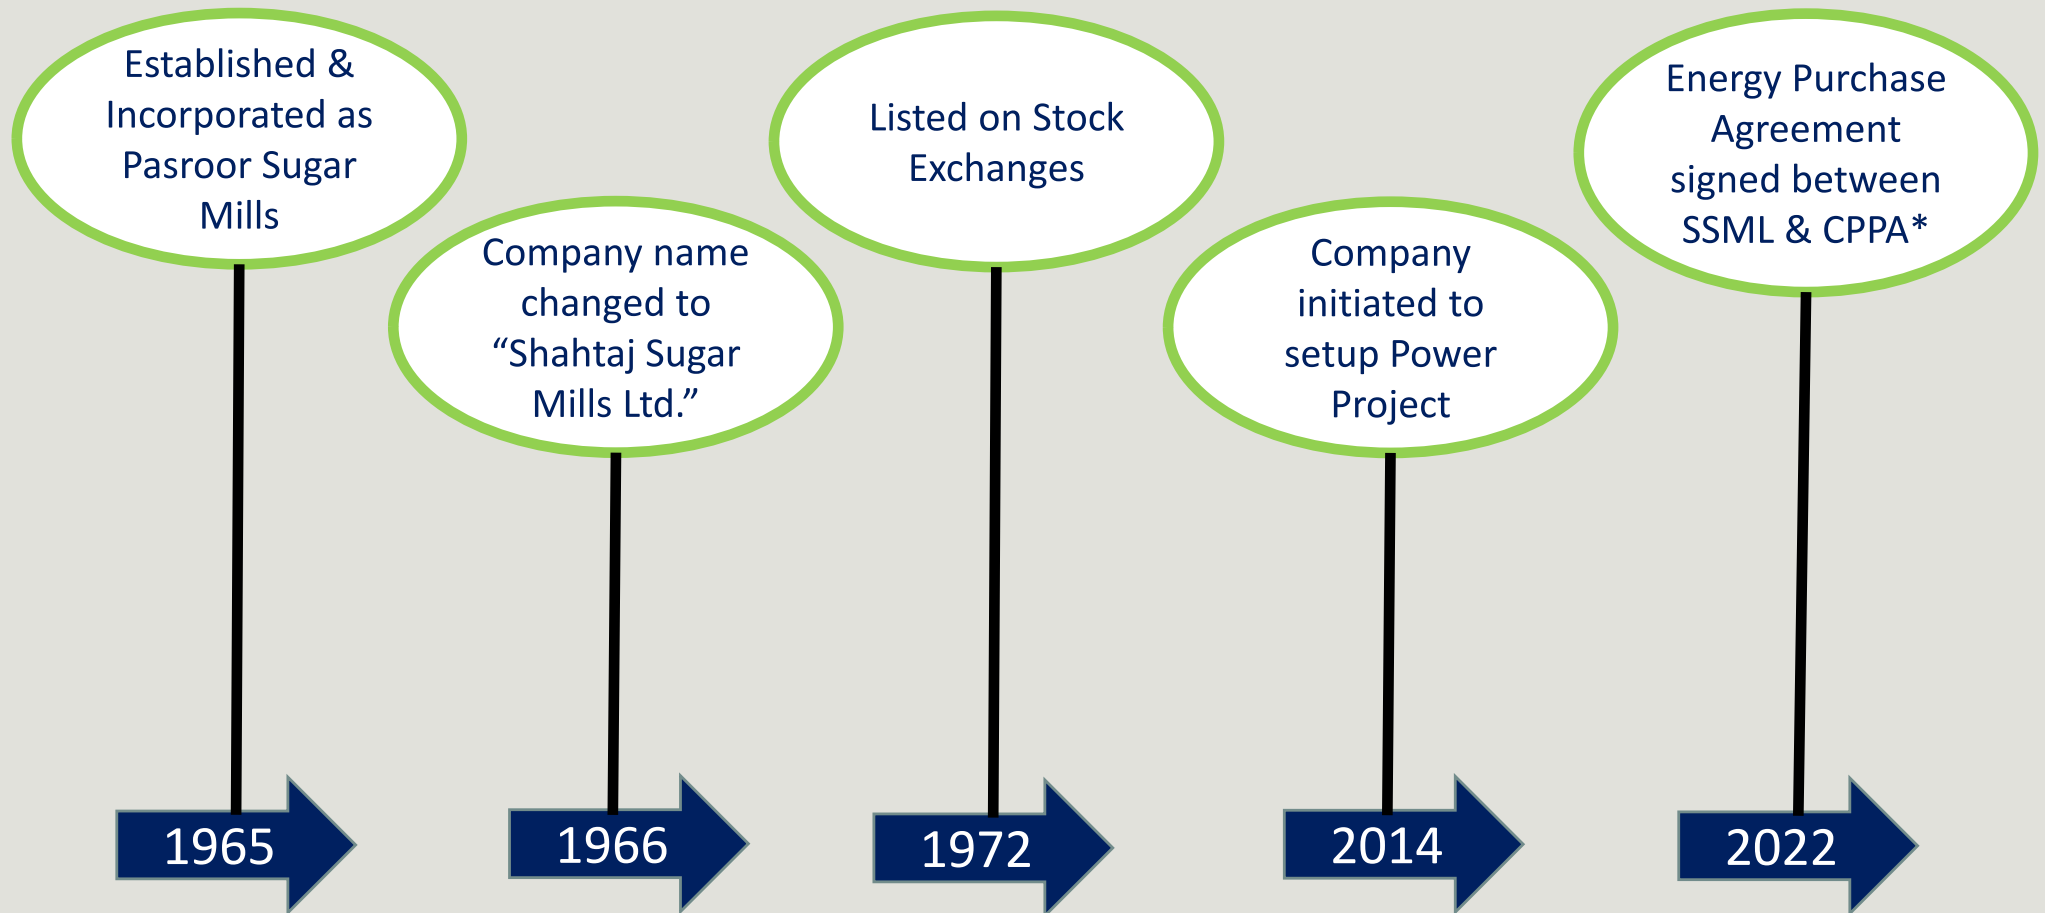 Established &
Incorporated as
Pasroor Sugar
Mills
Company name
changed to
“Shahtaj Sugar
Mills Ltd.”
Listed on Stock
Exchanges
Company
initiated to
setup Power
Project
Energy Purchase
Agreement
signed between
SSML & CPPA*
1965
1966
1972
2014
2022